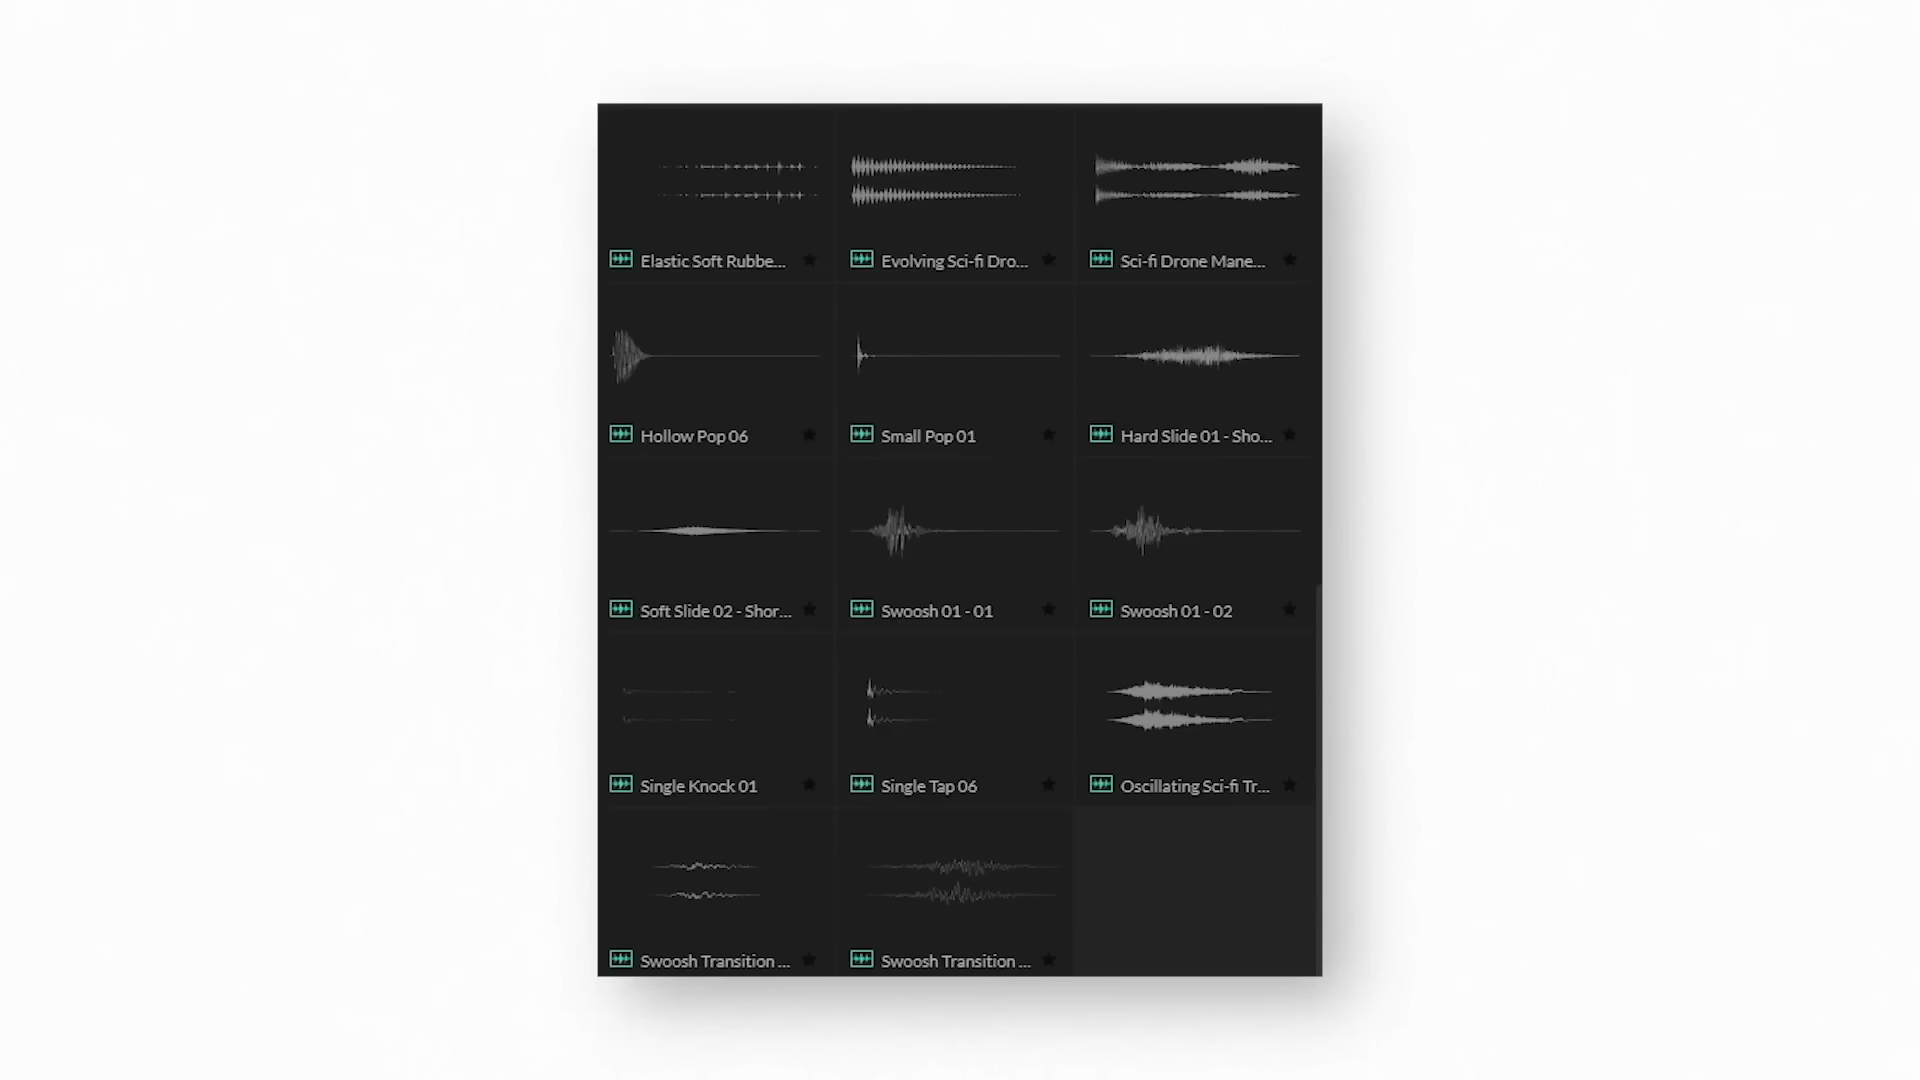 Elastic Soft Rubbe...
Evolving Sci-fi Dro...
Sci-fi Drone Mane...
Hollow Pop 06
Small Pop 01
Hard Slide 01 - Sho...
Soft Slide 02 - Shor...
Swoosh 01 - 01
Swoosh 01 - 02
Single Knock 01
Single Tap 06
Oscillating Sci-fi Tr...
Swoosh Transition ...
Swoosh Transition ...